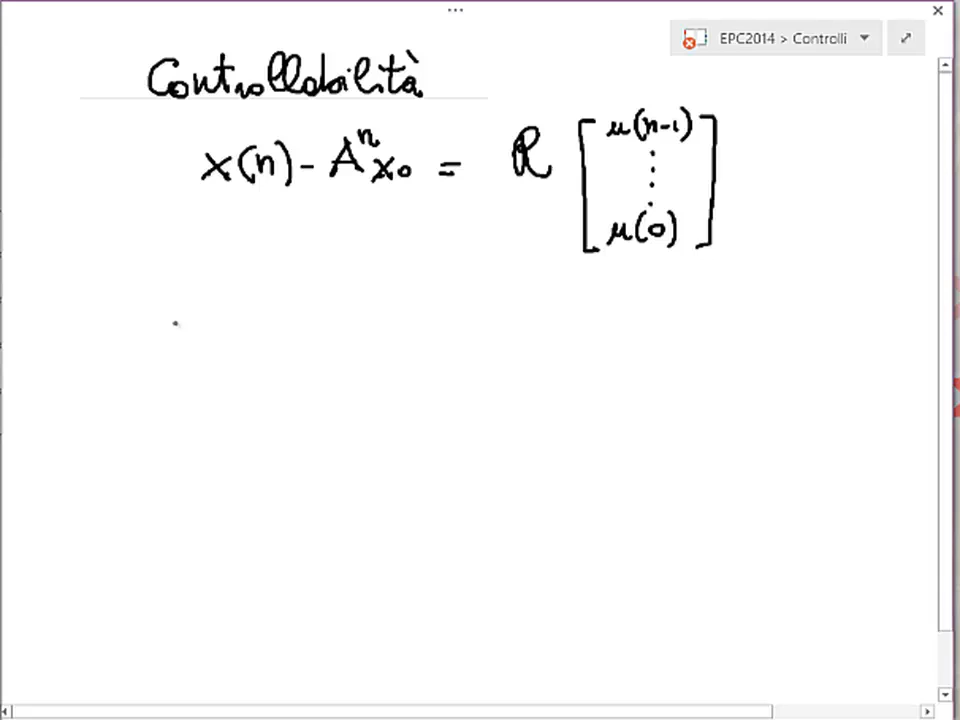 EPC2014 > Controlli
Controllabilità
x(n) - Aⁿx₀ = R [ u(n-1)
⋮
u(0) ]